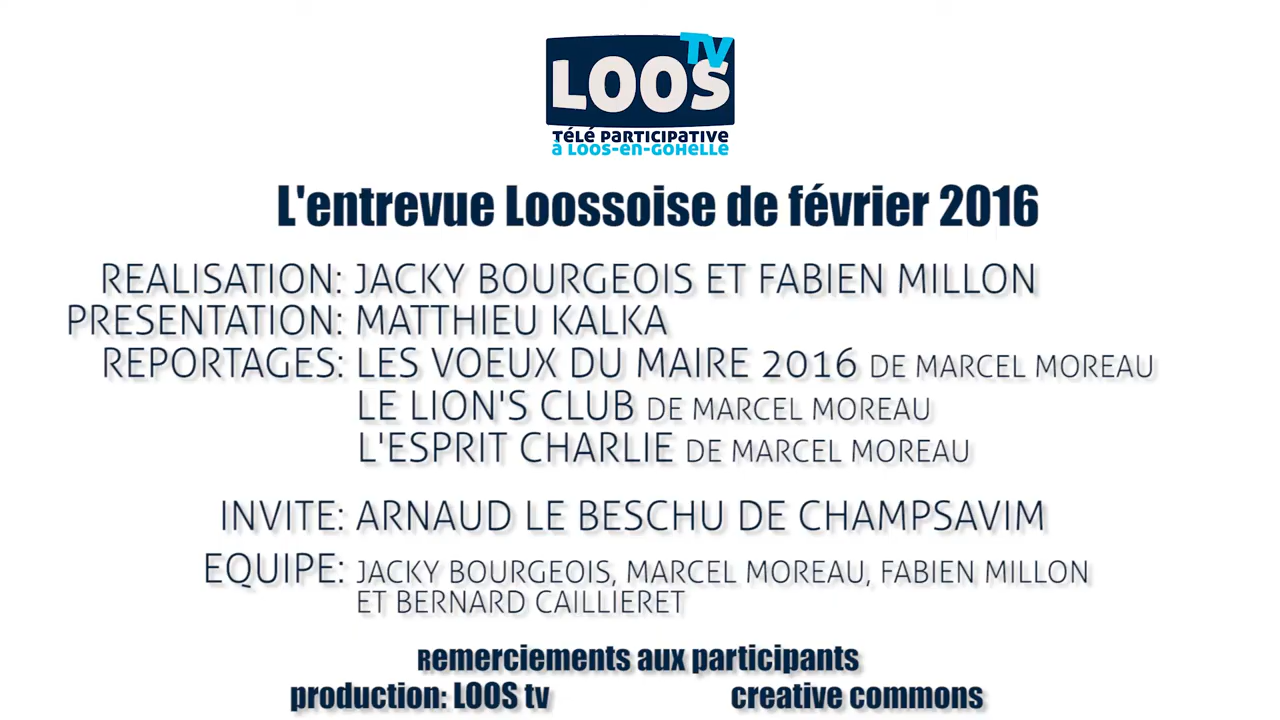 LOOS TV
Télé participative
à Loos-en-Gohelle
L'entrevue Loossoise de février 2016
REALISATION: JACKY BOURGEOIS ET FABIEN MILLON
PRESENTATION: MATTHIEU KALKA
REPORTAGES: LES VOEUX DU MAIRE 2016 DE MARCEL MOREAU
LE LION'S CLUB DE MARCEL MOREAU
L'ESPRIT CHARLIE DE MARCEL MOREAU
INVITE: ARNAUD LE BESCHU DE CHAMPSAVIM
EQUIPE: JACKY BOURGEOIS, MARCEL MOREAU, FABIEN MILLON
ET BERNARD CAILLIERET
Remerciements aux participants
production: LOOS tv creative commons